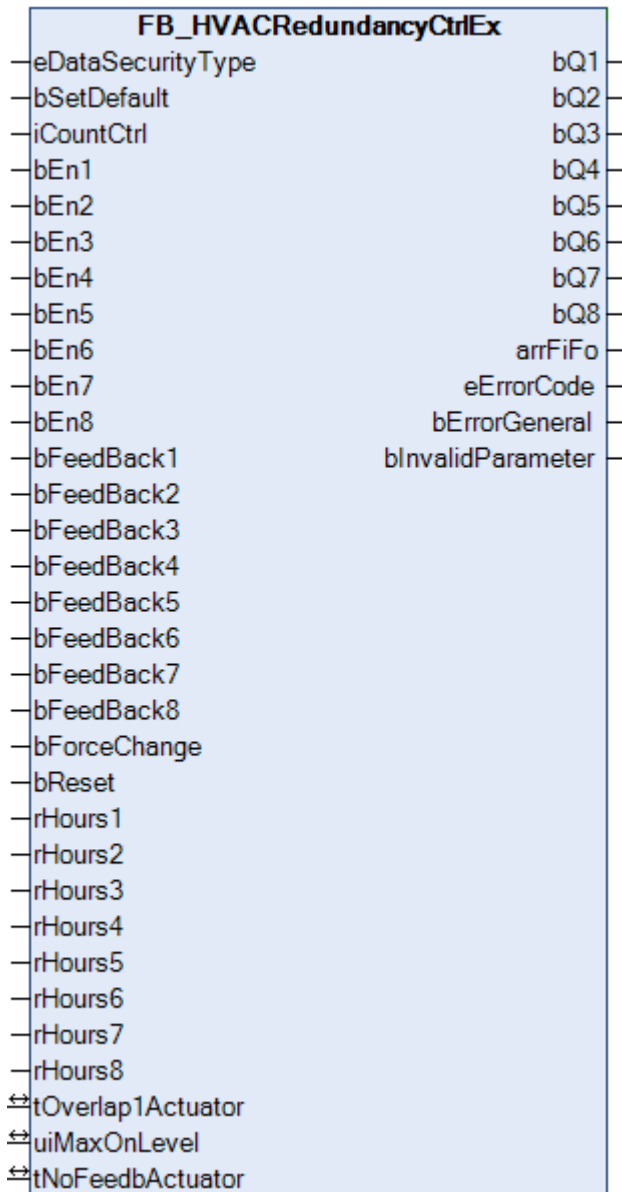 FB_HVACRedundancyCtrlEx
eDataSecurityType bQ1
bSetDefault bQ2
iCountCtrl bQ3
bEn1 bQ4
bEn2 bQ5
bEn3 bQ6
bEn4 bQ7
bEn5 bQ8
bEn6 arrFiFo
bEn7 eErrorCode
bEn8 bErrorGeneral
bFeedBack1 bInvalidParameter
bFeedBack2
bFeedBack3
bFeedBack4
bFeedBack5
bFeedBack6
bFeedBack7
bFeedBack8
bForceChange
bReset
rHours1
rHours2
rHours3
rHours4
rHours5
rHours6
rHours7
rHours8
tOverlap1Actuator
uiMaxOnLevel
tNoFeedbActuator